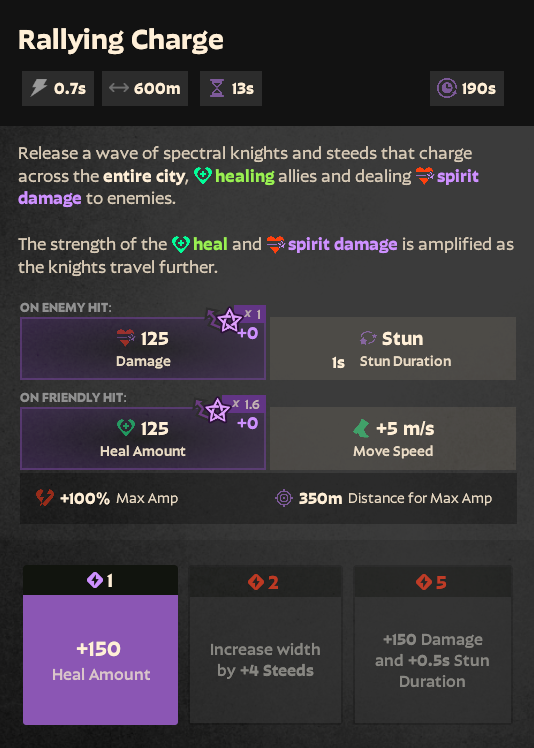 Rallying Charge
0.7s 600m 13s 190s
Release a wave of spectral knights and steeds that charge
across the entire city, healing allies and dealing spirit
damage to enemies.
The strength of the heal and spirit damage is amplified as
the knights travel further.
ON ENEMY HIT:
x 1
+0
125
Damage
Stun
1s Stun Duration
ON FRIENDLY HIT:
x 1.6
+0
125
Heal Amount
+5 m/s
Move Speed
+100% Max Amp
350m Distance for Max Amp
1
+150
Heal Amount
2
Increase width
by +4 Steeds
5
+150 Damage
and +0.5s Stun
Duration